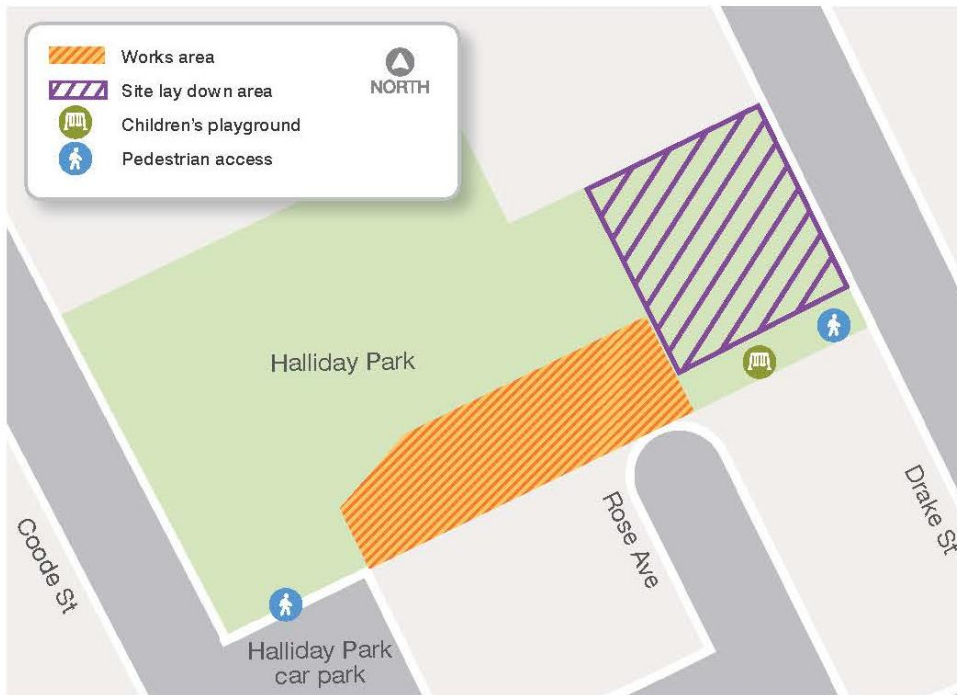 Works area
NORTH
Site lay down area
Children's playground
Pedestrian access
Halliday Park
Coode St
Rose Ave
Drake St
Halliday Park
car park